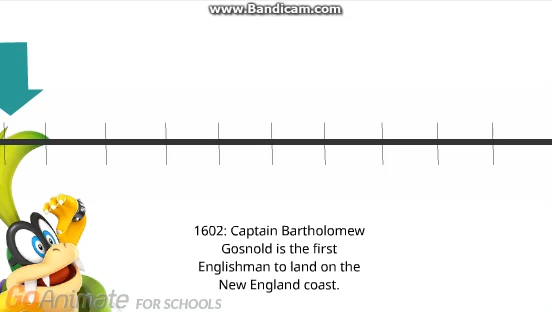 www.Bandicam.com
1602: Captain Bartholomew
Gosnold is the first
Englishman to land on the
New England coast.
GoAnimate FOR SCHOOLS